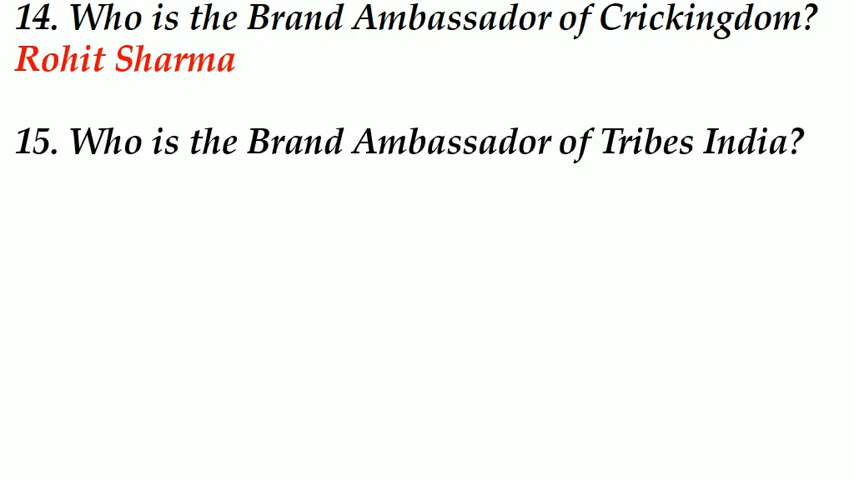 14. Who is the Brand Ambassador of Crickingdom?
Rohit Sharma
15. Who is the Brand Ambassador of Tribes India?